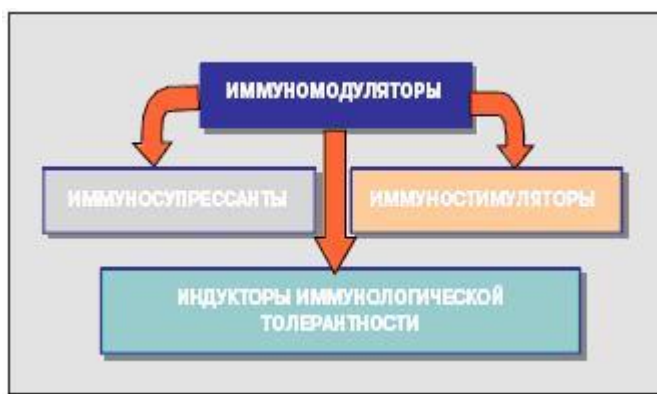 ИММУНОМОДУЛЯТОРЫ
ИММУНОСУПРЕССАНТЫ
ИММУНОСТИМУЛЯТОРЫ
ИНДУКТОРЫ ИММУНОЛОГИЧЕСКОЙ
ТОЛЕРАНТНОСТИ